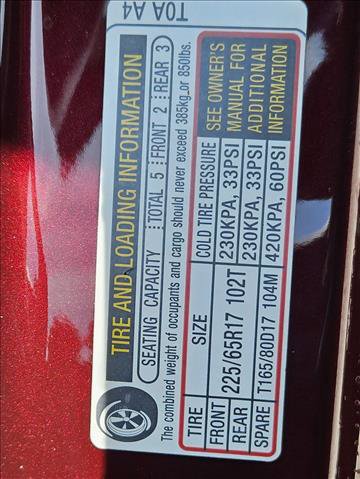 T0A A4
TIRE AND LOADING INFORMATION
SEATING CAPACITY TOTAL 5 FRONT 2 REAR 3
The combined weight of occupants and cargo should never exceed 385kg or 850lbs.
TIRE SIZE COLD TIRE PRESSURE SEE OWNER'S MANUAL FOR ADDITIONAL INFORMATION
FRONT 225/65R17 102T 230KPA, 33PSI
REAR 230KPA, 33PSI
SPARE T165/80D17 104M 420KPA, 60PSI